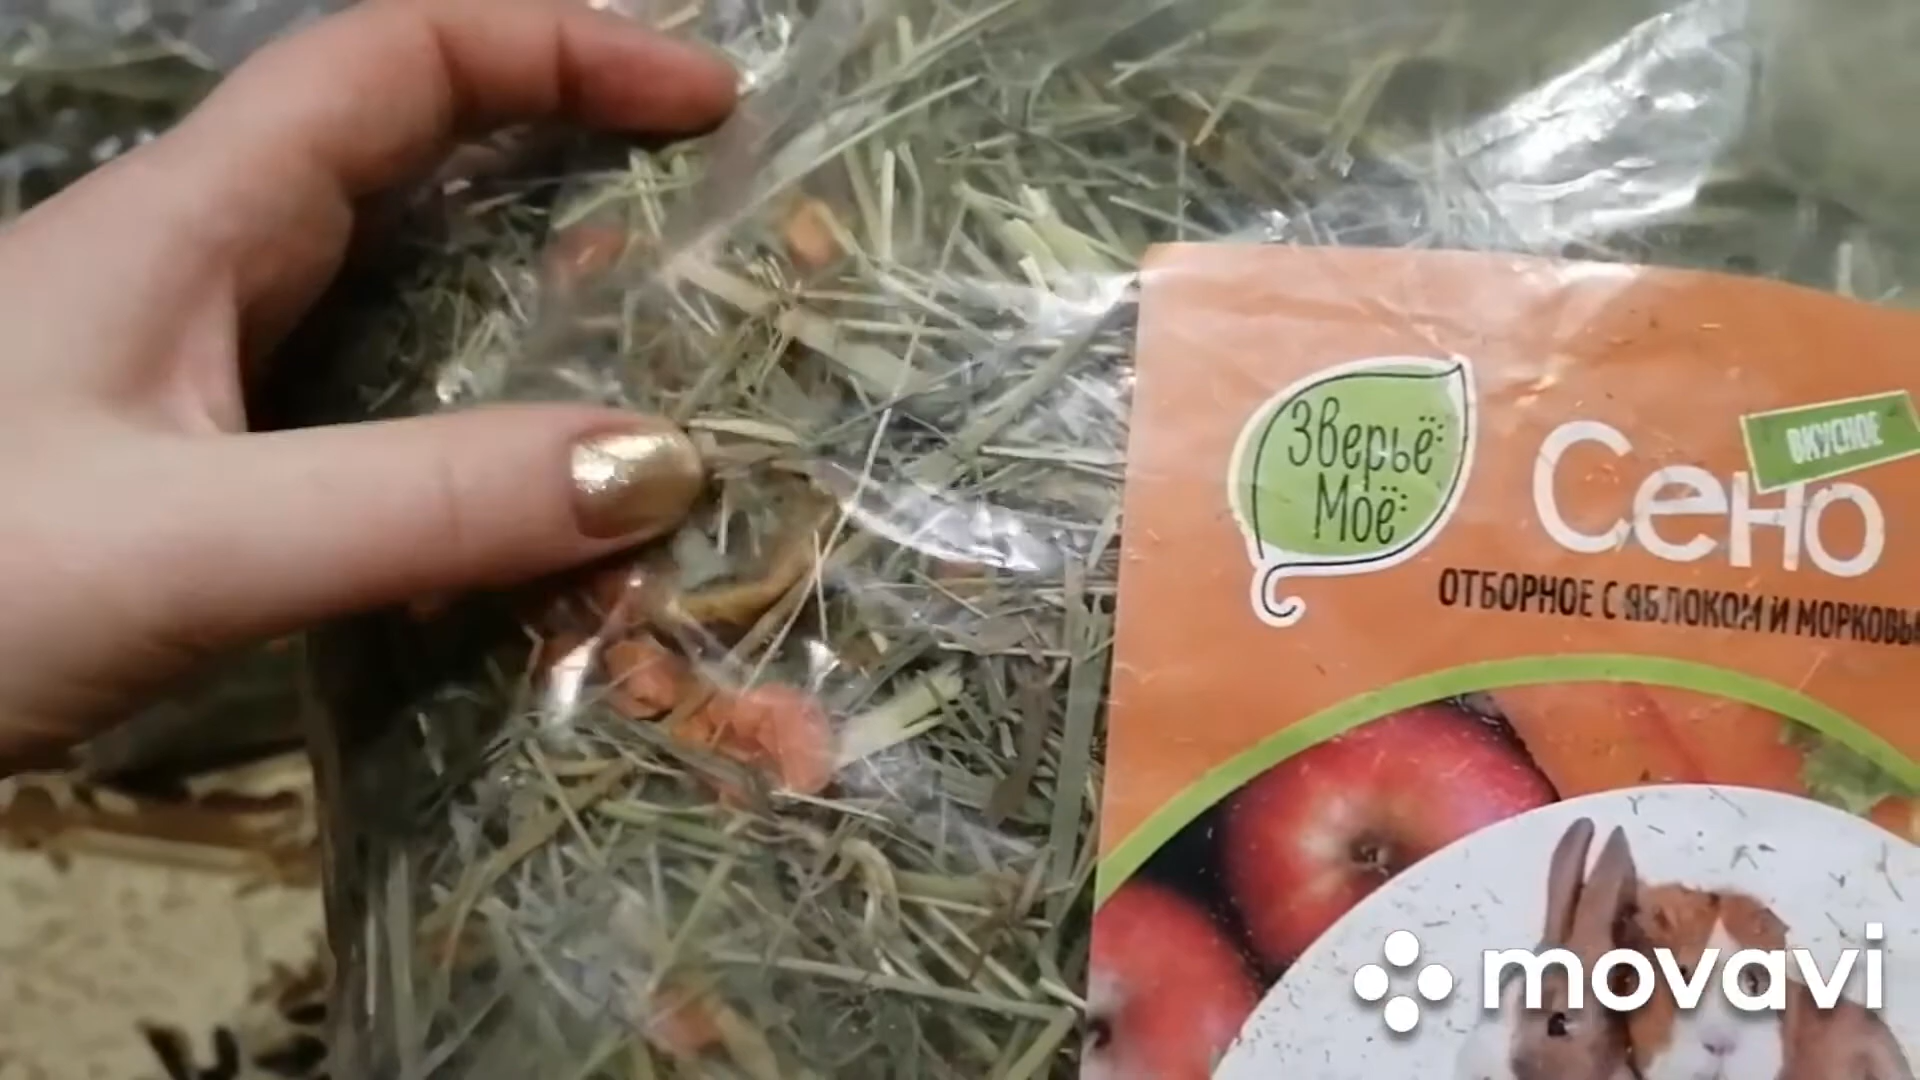 Зверьё
Моё
Сено
ВКУСНОЕ
ОТБОРНОЕ С ЯБЛОКОМ И МОРКОВЬ
movavi